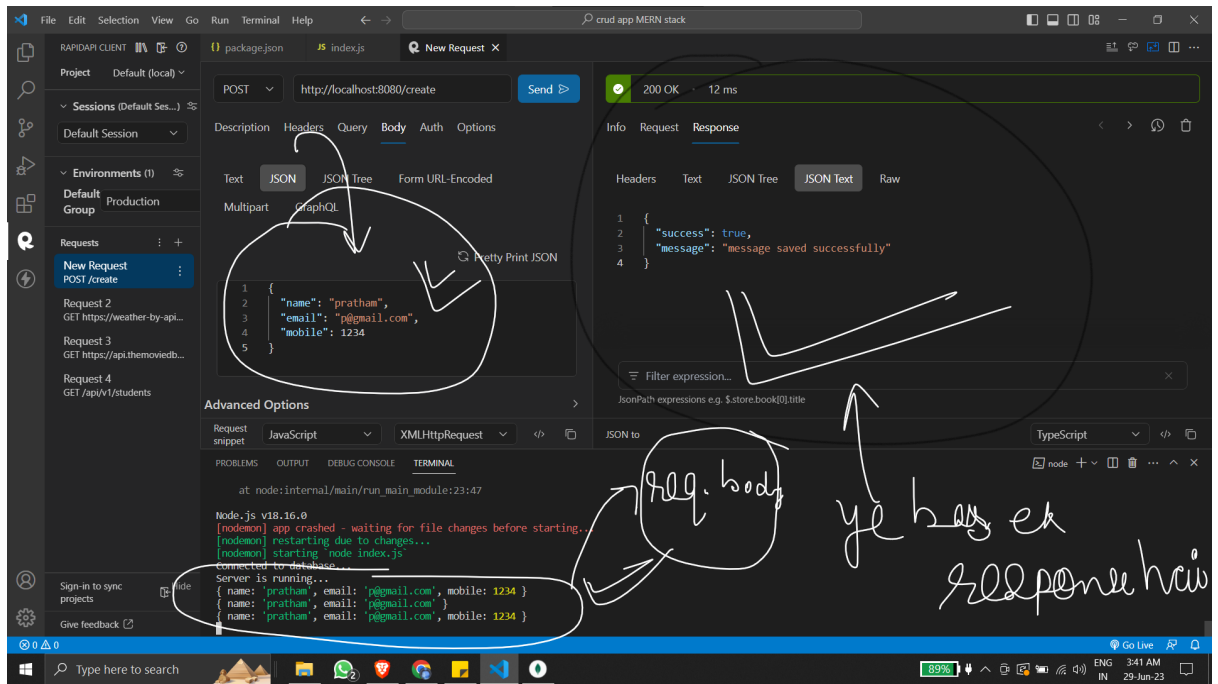 File Edit Selection View Go Run Terminal Help
crud app MERN stack
RAPIDAPI CLIENT
package.json
JS index.js
New Request
Project Default (local)
Sessions (Default Ses...)
Default Session
Environments (1)
Default Group
Production
Requests
New Request
POST /create
Request 2
GET https://weather-by-api...
Request 3
GET https://api.themoviedb...
Request 4
GET /api/v1/students
Sign-in to sync projects
Give feedback
POST http://localhost:8080/create Send
Description Headers Query Body Auth Options
Text JSON JSON Tree Form URL-Encoded
Multipart GraphQL
Pretty Print JSON
1 {
2 "name": "pratham",
3 "email": "p@gmail.com",
4 "mobile": 1234
5 }
Advanced Options
Request snippet
JavaScript XMLHttpRequest
200 OK · 12 ms
Info Request Response
Headers Text JSON Tree JSON Text Raw
1 {
2 "success": true,
3 "message": "message saved successfully"
4 }
Filter expression...
JsonPath expressions e.g. $.store.book[0].title
JSON to TypeScript
PROBLEMS OUTPUT DEBUG CONSOLE TERMINAL
node
at node:internal/main/run_main_module:23:47
Node.js v18.16.0
[nodemon] app crashed - waiting for file changes before starting...
[nodemon] restarting due to changes...
[nodemon] starting `node index.js`
Connected to database...
Server is running...
{ name: 'pratham', email: 'p@gmail.com', mobile: 1234 }
{ name: 'pratham', email: 'p@gmail.com' }
{ name: 'pratham', email: 'p@gmail.com', mobile: 1234 }
req.body
ye bas ek
response hai
0 0
Go Live
Type here to search
2
89%
ENG
IN
3:41 AM
29-Jun-23